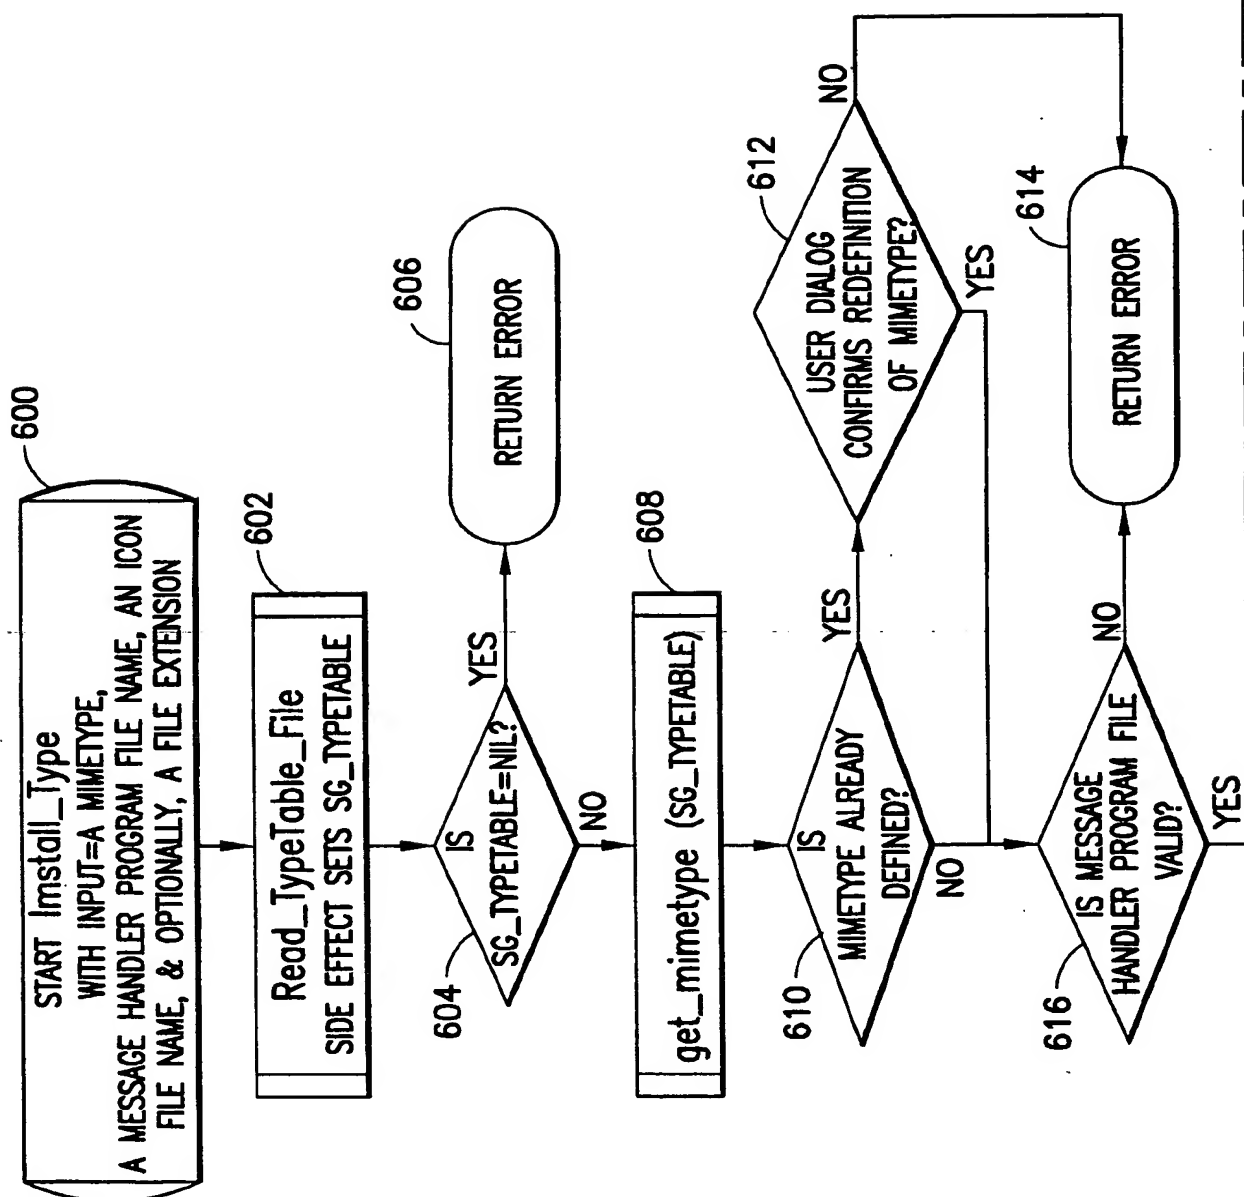 START Imstall_Type
WITH INPUT=A MIMETYPE,
A MESSAGE HANDLER PROGRAM FILE NAME, AN ICON
FILE NAME, & OPTIONALLY, A FILE EXTENSION
600
Read_TypeTable_File
SIDE EFFECT SETS SG_TYPETABLE
602
IS
SG_TYPETABLE=NIL?
604
YES
NO
RETURN ERROR
606
get_mimetype (SG_TYPETABLE)
608
IS
MIMETYPE ALREADY
DEFINED?
610
YES
NO
USER DIALOG
CONFIRMS REDEFINITION
OF MIMETYPE?
612
NO
YES
IS MESSAGE
HANDLER PROGRAM FILE
VALID?
616
NO
YES
RETURN ERROR
614